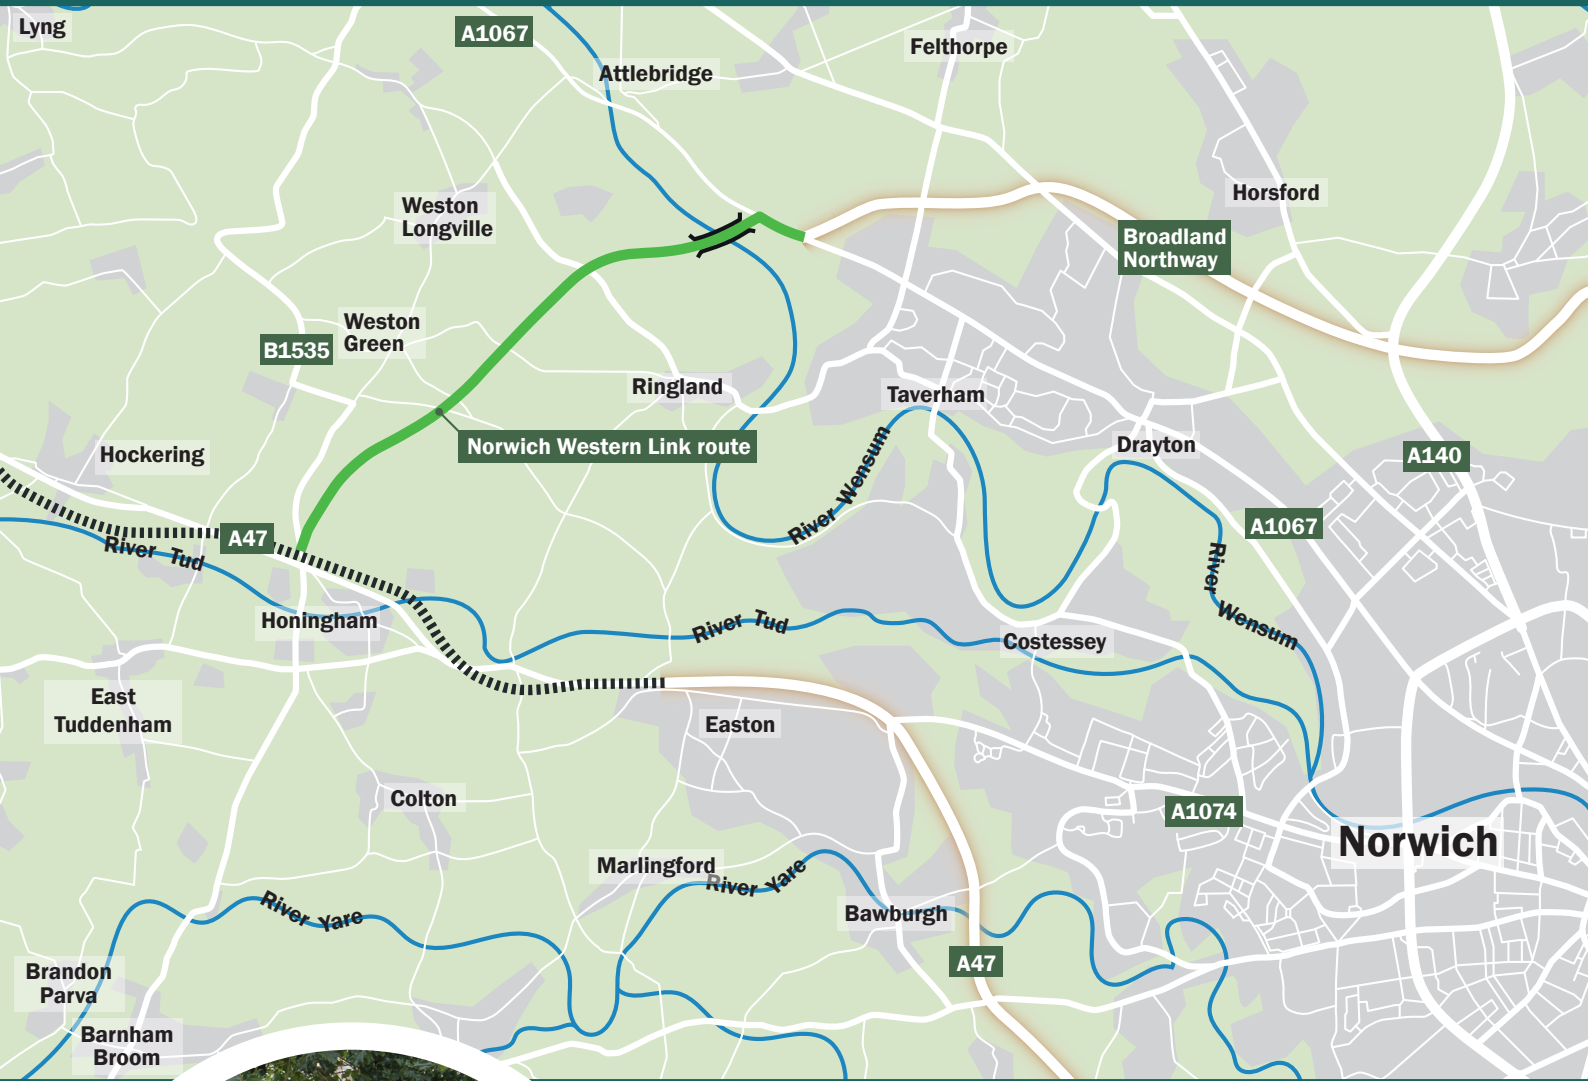 Lyng
A1067
Attlebridge
Felthorpe
Horsford
Weston
Longville
Broadland
Northway
Weston
Green
B1535
Ringland
Taverham
Norwich Western Link route
Hockering
Drayton
A140
River Wensum
A1067
A47
River Tud
River Wensum
Honingham
River Tud
Costessey
East
Tuddenham
Easton
Colton
A1074
Norwich
Marlingford
River Yare
River Yare
Bawburgh
A47
Brandon
Parva
Barnham
Broom